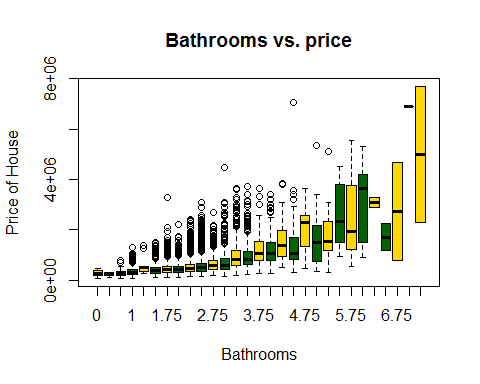 Bathrooms vs. price
Price of House
8e+06
4e+06
0e+00
0 1 1.75 2.75 3.75 4.75 5.75 6.75
Bathrooms